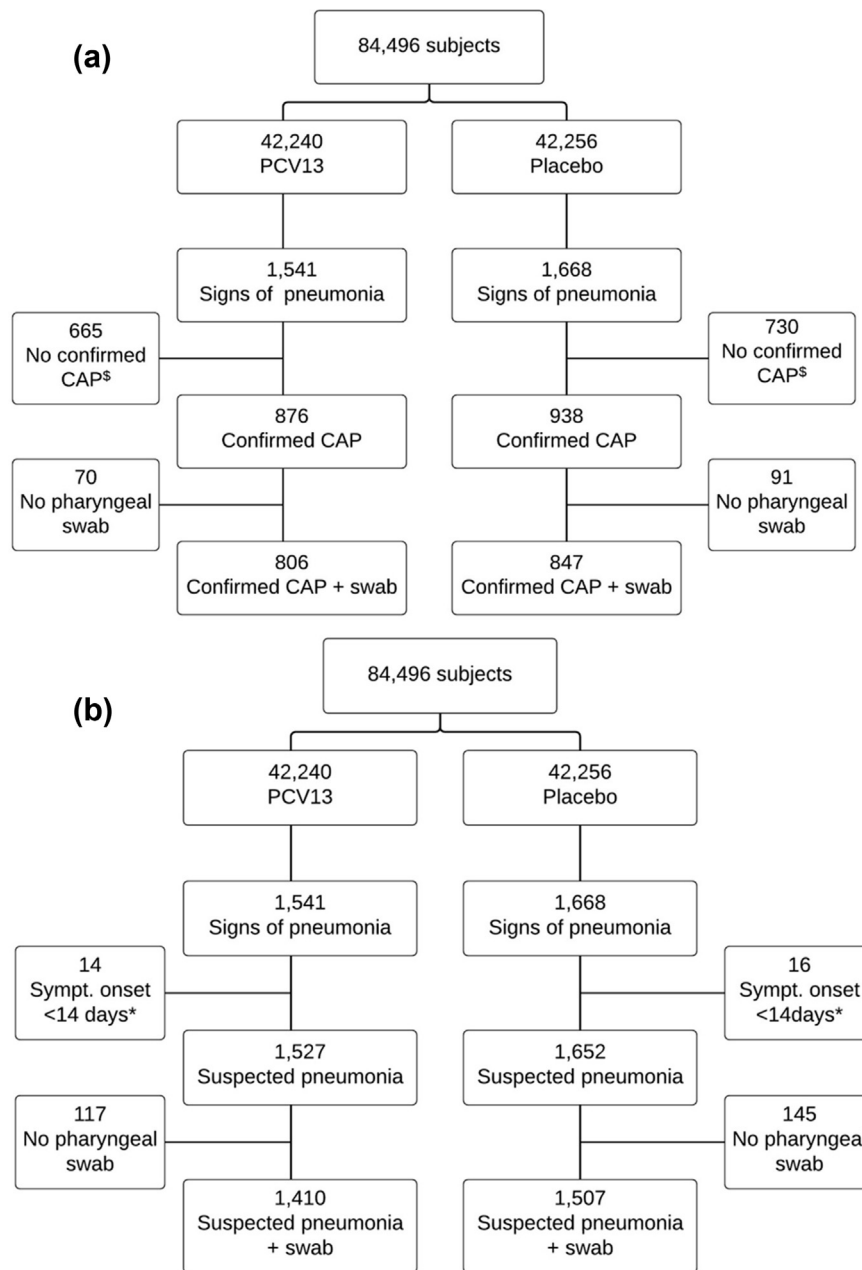 (a)
84,496 subjects
42,240
PCV13
42,256
Placebo
1,541
Signs of pneumonia
1,668
Signs of pneumonia
665
No confirmed
CAP$
730
No confirmed
CAP$
876
Confirmed CAP
938
Confirmed CAP
70
No pharyngeal
swab
91
No pharyngeal
swab
806
Confirmed CAP + swab
847
Confirmed CAP + swab
(b)
84,496 subjects
42,240
PCV13
42,256
Placebo
1,541
Signs of pneumonia
1,668
Signs of pneumonia
14
Sympt. onset
<14 days*
16
Sympt. onset
<14days*
1,527
Suspected pneumonia
1,652
Suspected pneumonia
117
No pharyngeal
swab
145
No pharyngeal
swab
1,410
Suspected pneumonia
+ swab
1,507
Suspected pneumonia
+ swab